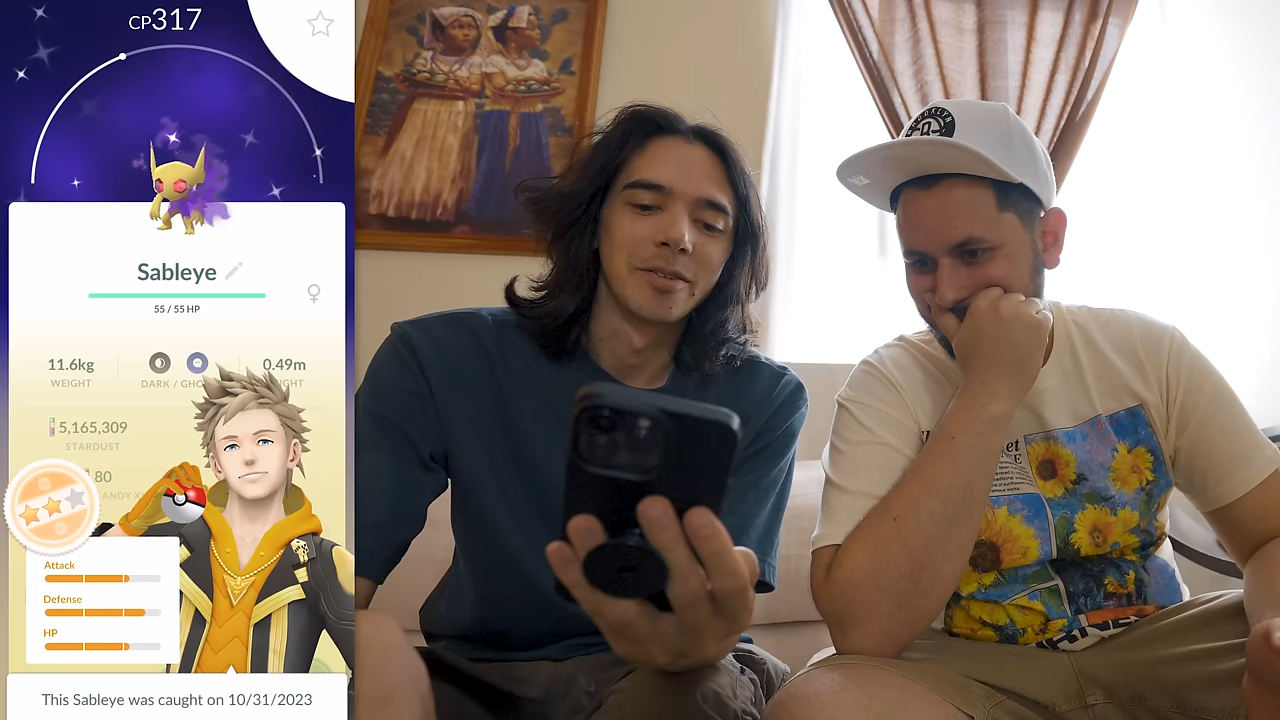 CP317
Sableye
55 / 55 HP
11.6kg
WEIGHT
DARK / GHO
0.49m
5,165,309
STARDUST
80
Attack
Defense
HP
This Sableye was caught on 10/31/2023
BROOKLYN
B